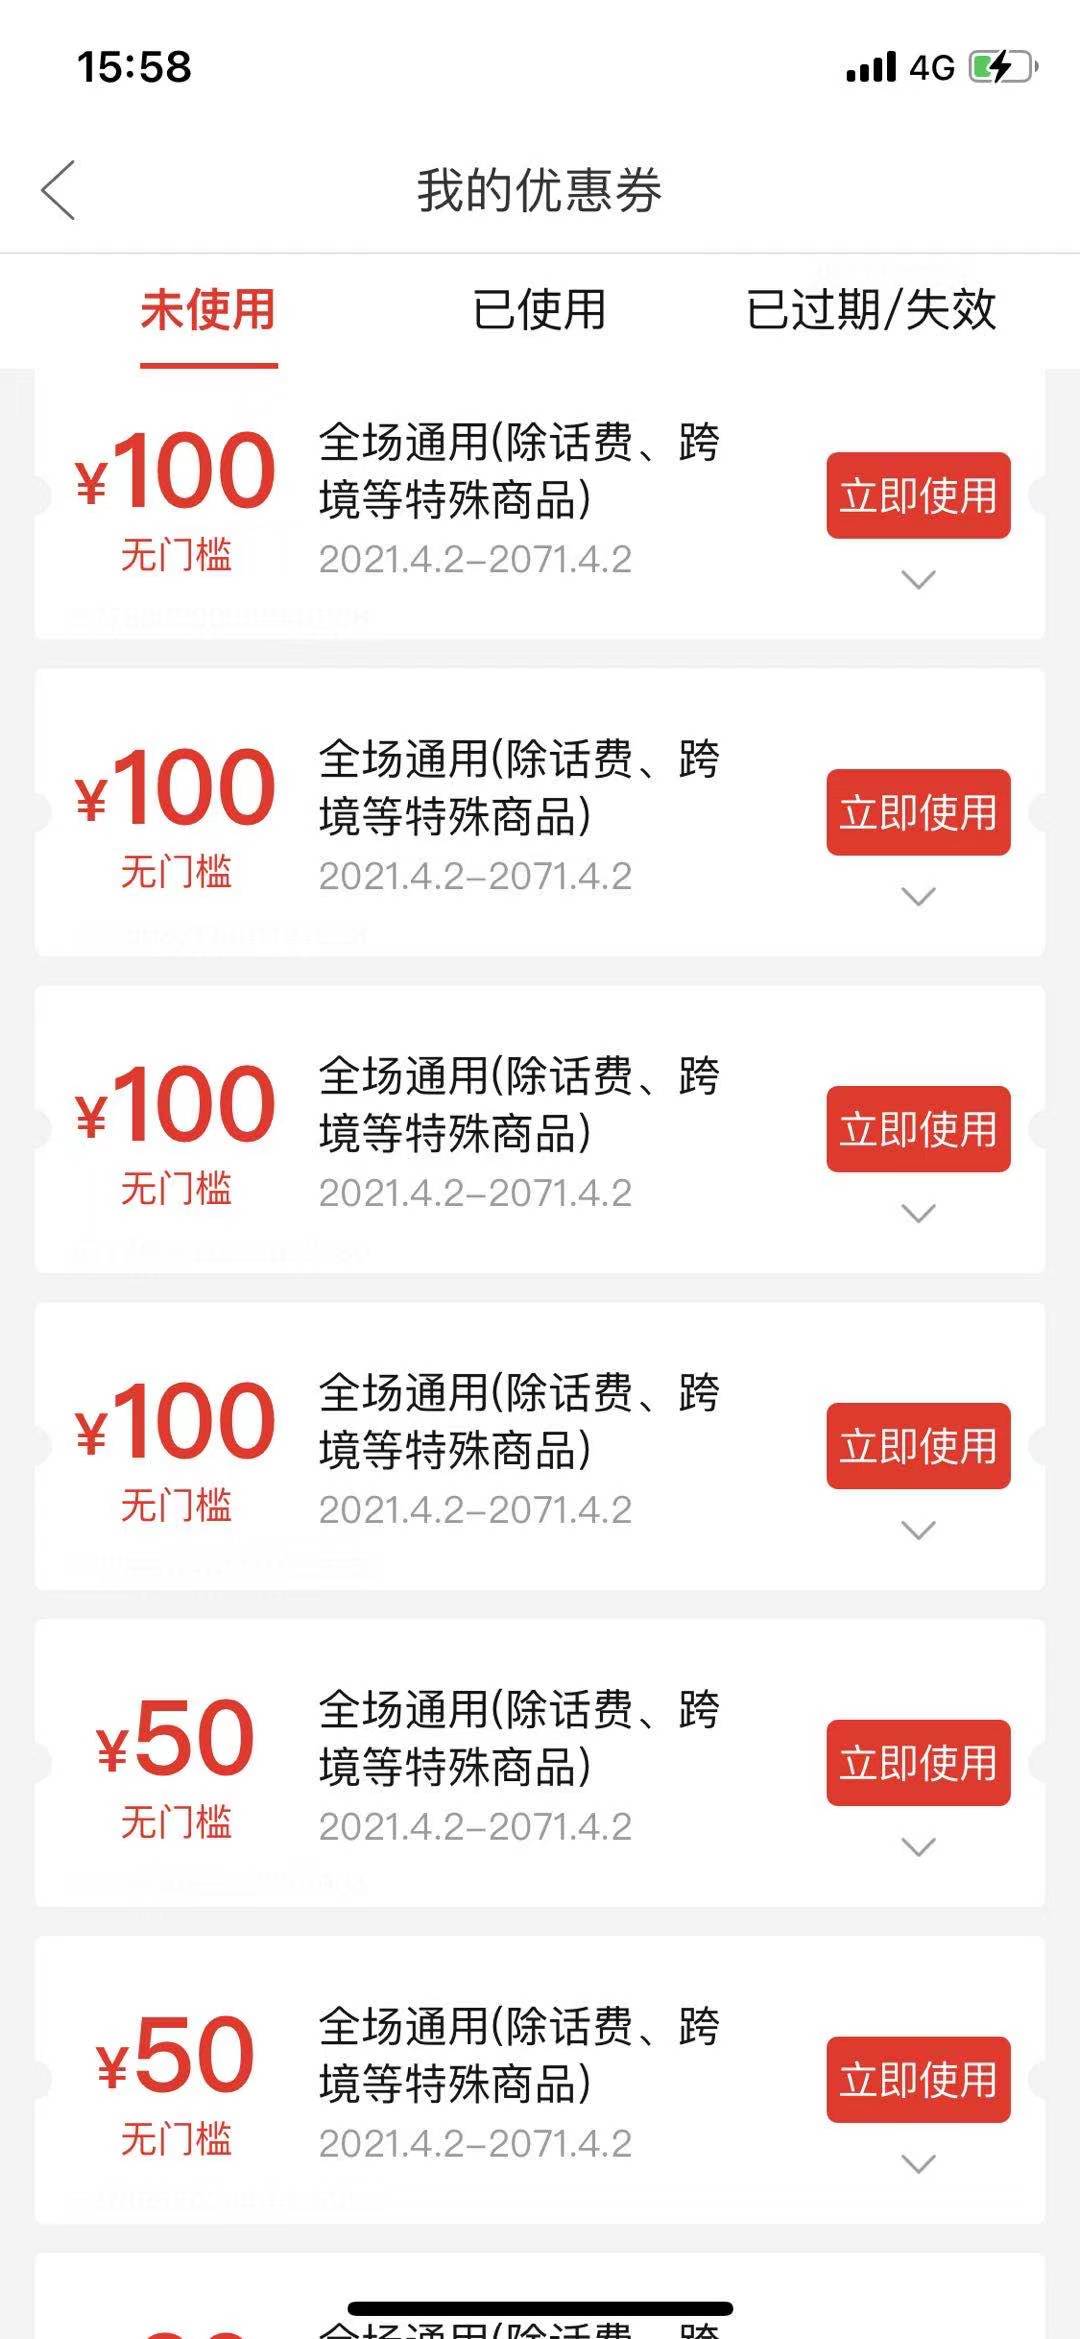 15:58
4G
我的优惠券
未使用
已使用
已过期/失效
¥100
无门槛
全场通用(除话费、跨
境等特殊商品)
2021.4.2-2071.4.2
立即使用
¥100
无门槛
全场通用(除话费、跨
境等特殊商品)
2021.4.2-2071.4.2
立即使用
¥100
无门槛
全场通用(除话费、跨
境等特殊商品)
2021.4.2-2071.4.2
立即使用
¥100
无门槛
全场通用(除话费、跨
境等特殊商品)
2021.4.2-2071.4.2
立即使用
¥50
无门槛
全场通用(除话费、跨
境等特殊商品)
2021.4.2-2071.4.2
立即使用
¥50
无门槛
全场通用(除话费、跨
境等特殊商品)
2021.4.2-2071.4.2
立即使用
全场通用(除话费、跨